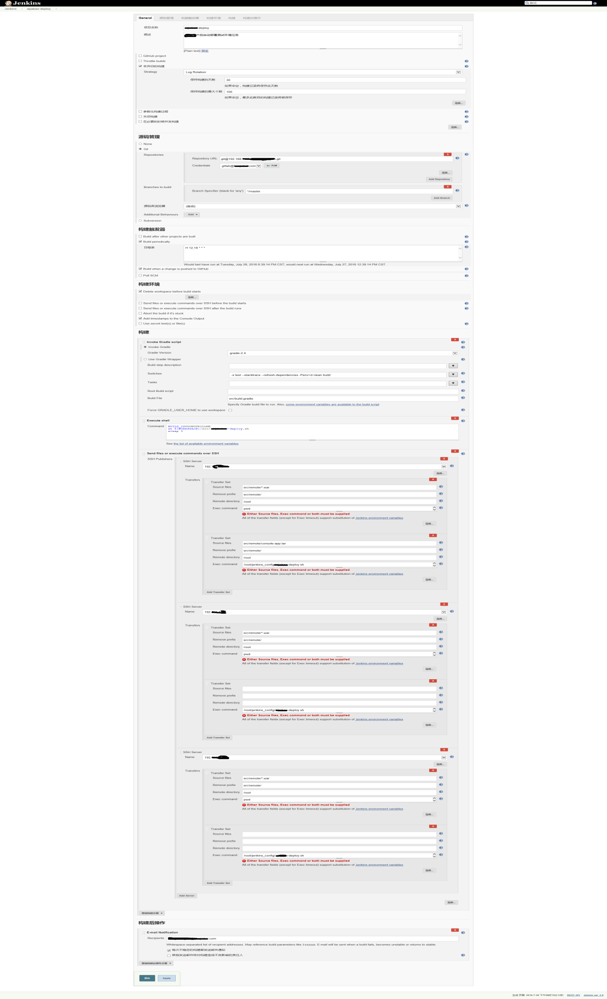 Jenkins
查找
Jenkins › aijiabao-deploy ›
General 源码管理 构建触发器 构建环境 构建 构建后操作
项目名称 deploy
描述 产品自动部署测试环境任务
[Plain text] 预览
GitHub project
Throttle builds
丢弃旧的构建
Strategy Log Rotation
保持构建的天数 30
如果非空，构建记录将保存此天数
保持构建的最大个数 100
如果非空，最多此数目的构建记录将被保存
高级...
参数化构建过程
关闭构建
在必要的时候并发构建
高级...
源码管理
None
Git
Repositories
Repository URL git@192.168. .git
Credentials gitlab@ .com Add
高级...
Add Repository
Branches to build
Branch Specifier (blank for 'any') */master
Add Branch
源码库浏览器 (自动)
Additional Behaviours Add
Subversion
构建触发器
Build after other projects are built
Build periodically
日程表 H 12,18 * * *
Would last have run at Tuesday, July 26, 2016 6:39:14 PM CST; would next run at Wednesday, July 27, 2016 12:39:14 PM CST.
Build when a change is pushed to GitHub
Poll SCM
构建环境
Delete workspace before build starts
高级...
Send files or execute commands over SSH before the build starts
Send files or execute commands over SSH after the build runs
Abort the build if it's stuck
Add timestamps to the Console Output
Use secret text(s) or file(s)
构建
Invoke Gradle script
Invoke Gradle
Gradle Version gradle-2.4
Use Gradle Wrapper
Build step description
Switches -x test --stacktrace --refresh-dependencies -Penv=d clean build
Tasks
Root Build script
Build File src/build.gradle
Specify Gradle build file to run. Also, some environment variables are available to the build script
Force GRADLE_USER_HOME to use workspace
Execute shell
Command BUILD_ID=DONOTKILLME
sh ${WORKSPACE}/src/ -deploy.sh
sleep 3
See the list of available environment variables
Send files or execute commands over SSH
SSH Publishers
SSH Server
Name 192.
高级...
Transfers
Transfer Set
Source files src/remote/*.war
Remove prefix src/remote/
Remote directory /root
Exec command pwd
Either Source files, Exec command or both must be supplied
All of the transfer fields (except for Exec timeout) support substitution of Jenkins environment variables
高级...
Transfer Set
Source files src/remote/console-app.tar
Remove prefix src/remote/
Remote directory /root
Exec command /root/jenkins_config/ -deploy.sh
Either Source files, Exec command or both must be supplied
All of the transfer fields (except for Exec timeout) support substitution of Jenkins environment variables
高级...
Add Transfer Set
SSH Server
Name 192.
高级...
Transfers
Transfer Set
Source files src/remote/*.war
Remove prefix src/remote/
Remote directory /root
Exec command pwd
Either Source files, Exec command or both must be supplied
All of the transfer fields (except for Exec timeout) support substitution of Jenkins environment variables
高级...
Transfer Set
Source files
Remove prefix
Remote directory
Exec command /root/jenkins_config/ -deploy.sh
Either Source files, Exec command or both must be supplied
All of the transfer fields (except for Exec timeout) support substitution of Jenkins environment variables
高级...
Add Transfer Set
SSH Server
Name 192.
高级...
Transfers
Transfer Set
Source files src/remote/*.war
Remove prefix src/remote/
Remote directory /root
Exec command pwd
Either Source files, Exec command or both must be supplied
All of the transfer fields (except for Exec timeout) support substitution of Jenkins environment variables
高级...
Transfer Set
Source files
Remove prefix
Remote directory
Exec command /root/jenkins_config/ -deploy.sh
Either Source files, Exec command or both must be supplied
All of the transfer fields (except for Exec timeout) support substitution of Jenkins environment variables
高级...
Add Transfer Set
Add Server
高级...
增加构建步骤
构建后操作
E-mail Notification
Recipients .com
Whitespace-separated list of recipient addresses. May reference build parameters like $PARAM. E-mail will be sent when a build fails, becomes unstable or returns to stable.
每次不稳定的构建都发送邮件通知
单独发送邮件给对构建造成不良影响的责任人
增加构建后操作步骤
保存 Apply
生成 页面: 2016-7-26 下午08时10分12秒 REST API Jenkins ver. 2.8